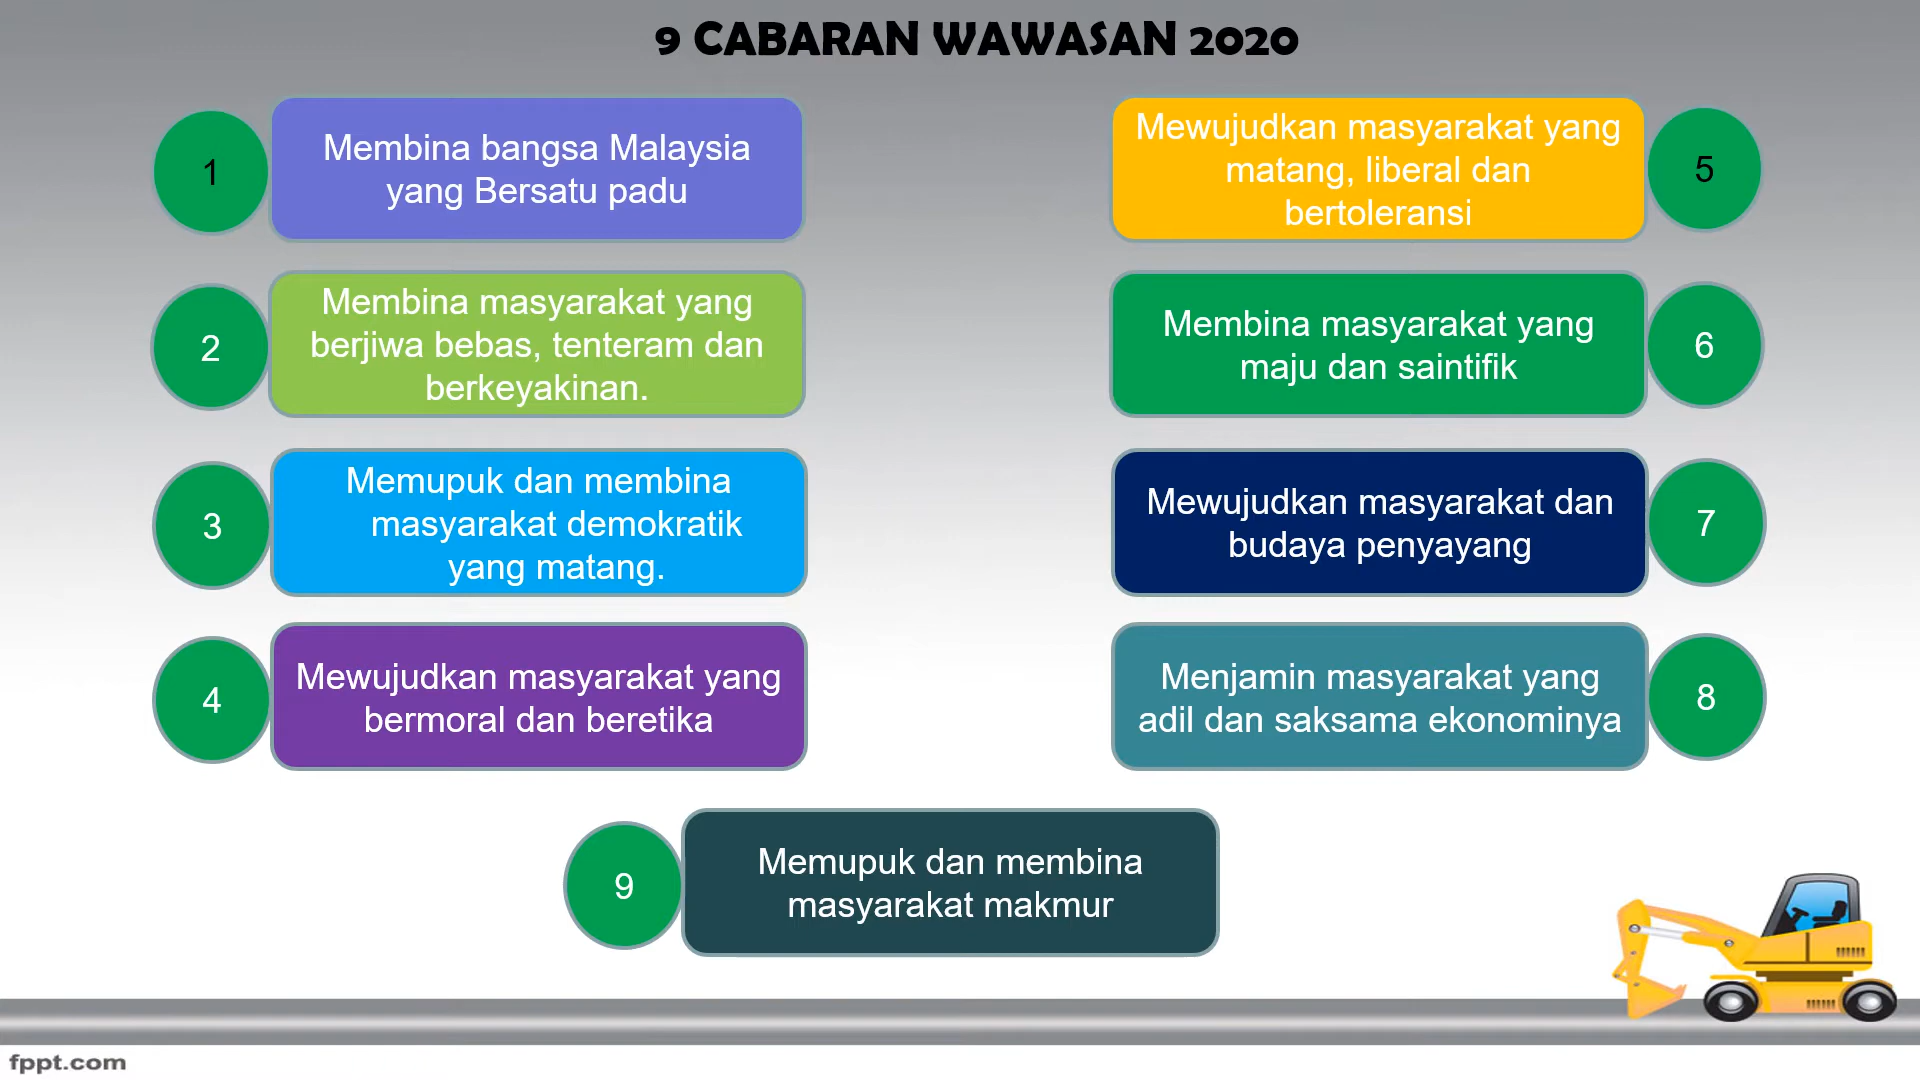 9 CABARAN WAWASAN 2020
1
Membina bangsa Malaysia
yang Bersatu padu
2
Membina masyarakat yang
berjiwa bebas, tenteram dan
berkeyakinan.
3
Memupuk dan membina
masyarakat demokratik
yang matang.
4
Mewujudkan masyarakat yang
bermoral dan beretika
Mewujudkan masyarakat yang
matang, liberal dan
bertoleransi
5
Membina masyarakat yang
maju dan saintifik
6
Mewujudkan masyarakat dan
budaya penyayang
7
Menjamin masyarakat yang
adil dan saksama ekonominya
8
9
Memupuk dan membina
masyarakat makmur
fppt.com